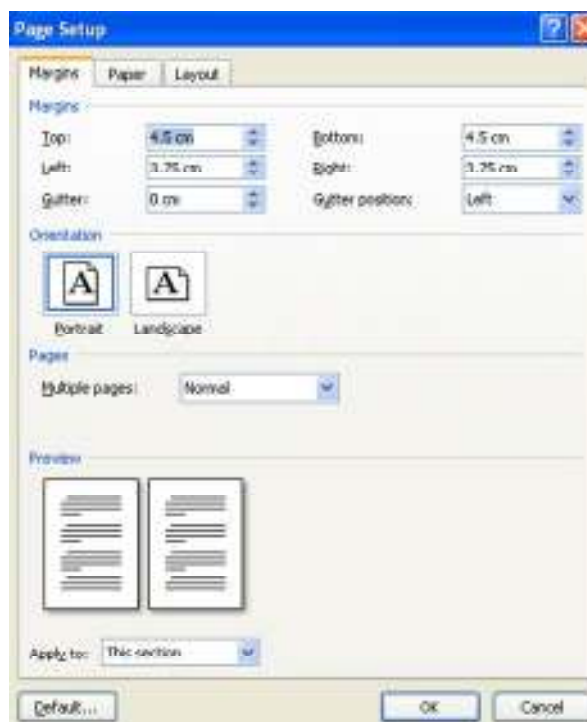 Page Setup
Margins Paper Layout
Margins
Top: 4.5 cm Bottom: 4.5 cm
Left: 3.75 cm Right: 3.75 cm
Gutter: 0 cm Gutter position: Left
Orientation
A A
Portrait Landscape
Pages
Multiple pages: Normal
Preview
Apply to: This section
Default... OK Cancel